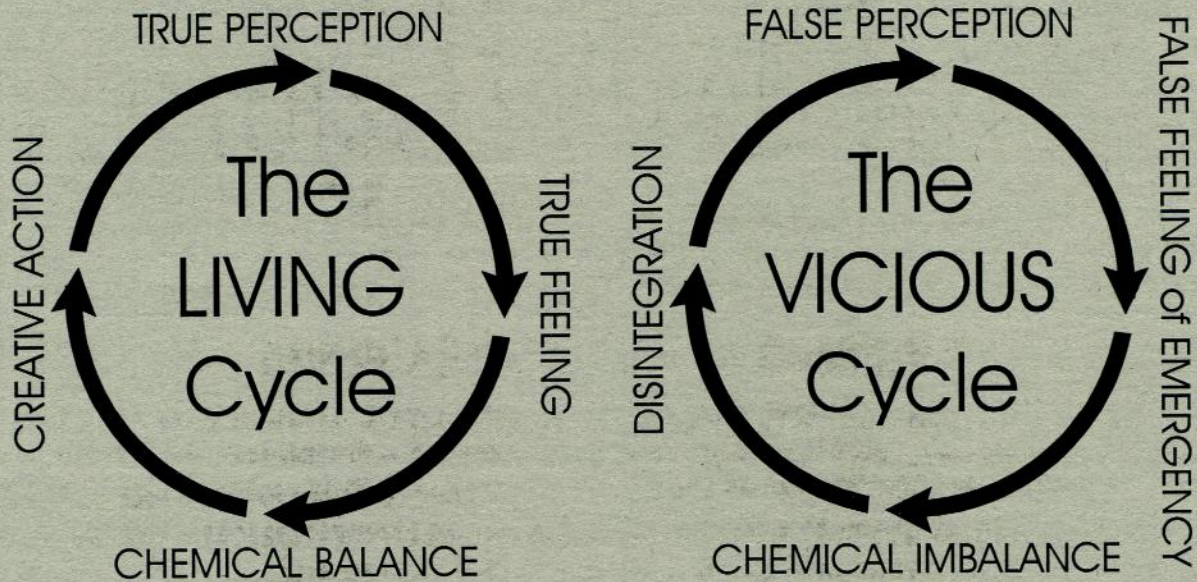 TRUE PERCEPTION
The
LIVING
Cycle
TRUE FEELING
CHEMICAL BALANCE
CREATIVE ACTION
FALSE PERCEPTION
The
VICIOUS
Cycle
FALSE FEELING of EMERGENCY
CHEMICAL IMBALANCE
DISINTEGRATION